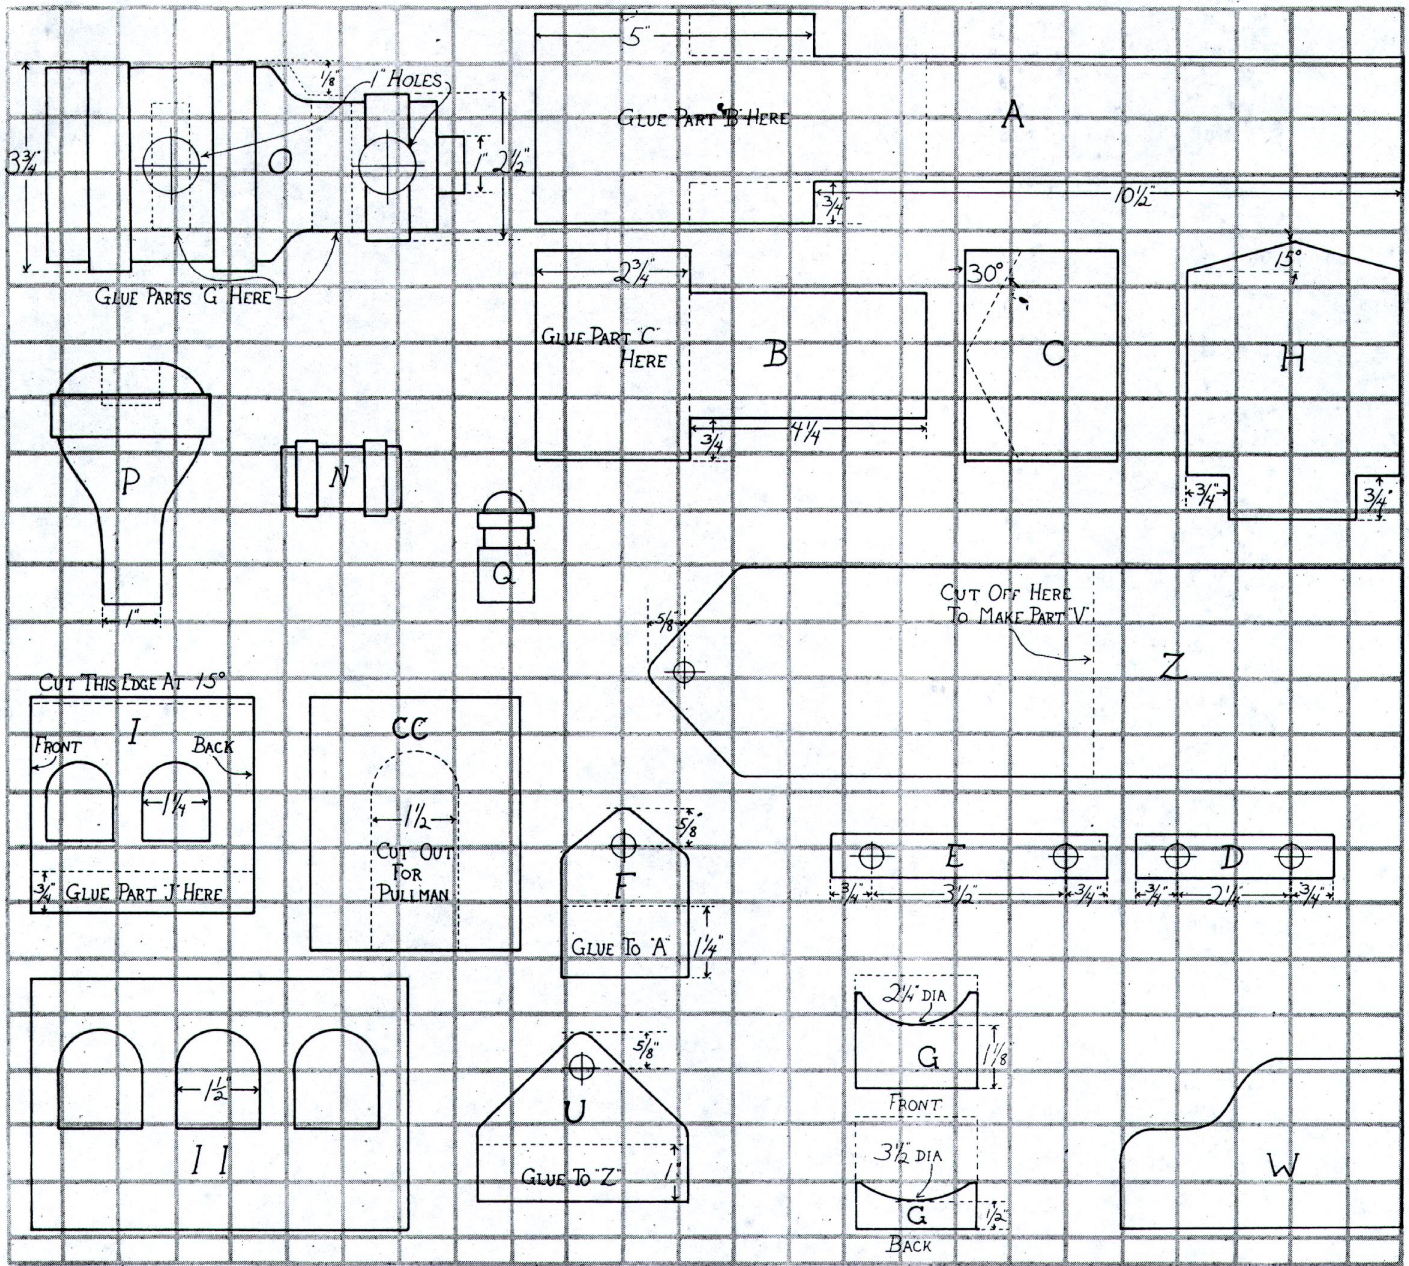 3 3/4"
1/8"
1" HOLES
O
1"
2 1/2"
GLUE PARTS "G" HERE
5"
GLUE PART "B" HERE
A
3/4"
10 1/2"
2 3/4"
GLUE PART "C"
HERE
B
3/4
4 1/4
30°
C
15°
H
3/4"
3/4"
P
1"
N
Q
5/8"
CUT OFF HERE
TO MAKE PART "V"
Z
CUT THIS EDGE AT 15°
I
FRONT
BACK
1 1/4
3/4"
GLUE PART "J" HERE
CC
1 1/2
CUT OUT
FOR
PULLMAN
5/8"
F
GLUE TO "A"
1 1/4"
E
3/4"
3 1/2"
3/4"
D
3/4"
2 1/4"
3/4"
1 1/2"
I I
5/8"
U
GLUE TO "Z"
1"
2 1/4" DIA
G
1 1/8"
FRONT
3 1/2" DIA
G
1/2"
BACK
W